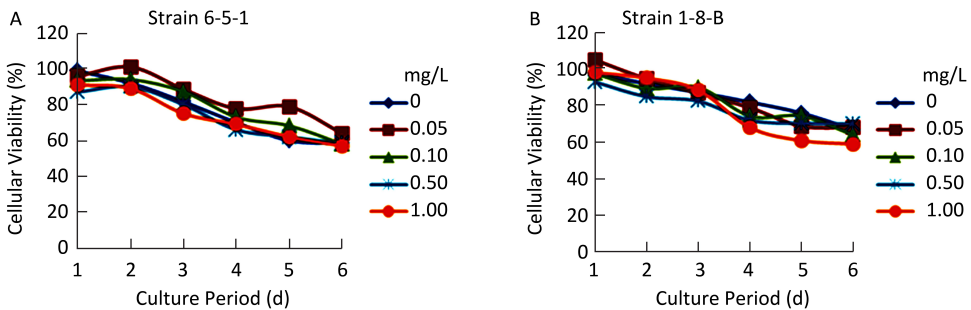 A
Strain 6-5-1
120
100
80
60
40
20
0
1 2 3 4 5 6
Cellular Viability (%)
Culture Period (d)
mg/L
0
0.05
0.10
0.50
1.00
B
Strain 1-8-B
120
100
80
60
40
20
0
1 2 3 4 5 6
Cellular Viability (%)
Culture Period (d)
mg/L
0
0.05
0.10
0.50
1.00